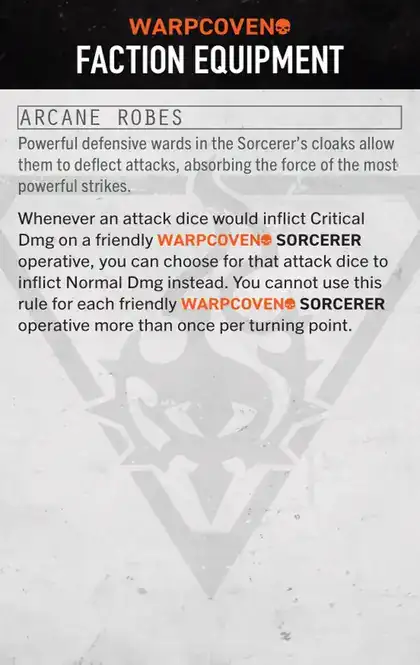 WARPCOVEN
FACTION EQUIPMENT
ARCANE ROBES
Powerful defensive wards in the Sorcerer's cloaks allow
them to deflect attacks, absorbing the force of the most
powerful strikes.
Whenever an attack dice would inflict Critical
Dmg on a friendly WARPCOVEN SORCERER
operative, you can choose for that attack dice to
inflict Normal Dmg instead. You cannot use this
rule for each friendly WARPCOVEN SORCERER
operative more than once per turning point.